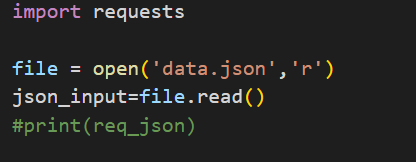 import requests
file = open('data.json','r')
json_input=file.read()
#print(req_json)